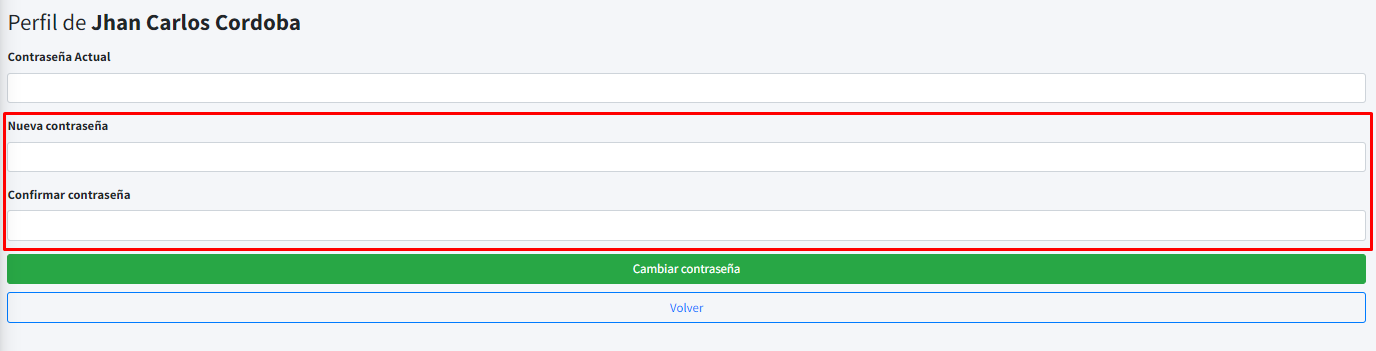 Perfil de Jhan Carlos Cordoba
Contraseña Actual
Nueva contraseña
Confirmar contraseña
Cambiar contraseña
Volver